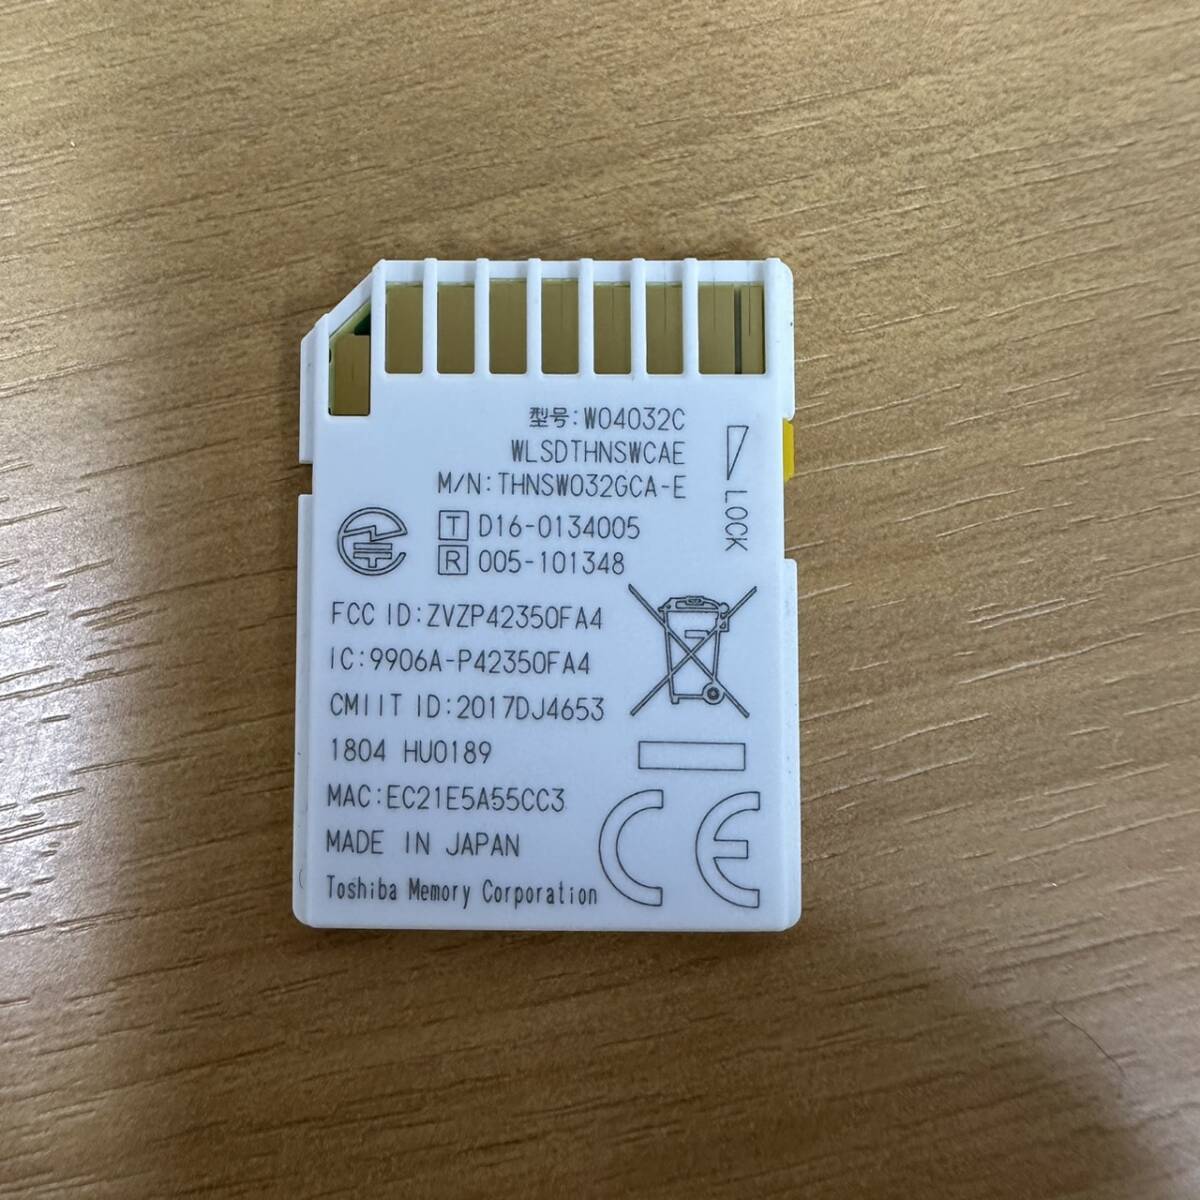 型号:W04032C
WLSDTHNSWCAE
M/N:THNSW032GCA-E
LOCK
T D16-0134005
R 005-101348
FCC ID:ZVZP42350FA4
IC:9906A-P42350FA4
CMIIT ID:2017DJ4653
1804 HU0189
MAC:EC21E5A55CC3
MADE IN JAPAN
Toshiba Memory Corporation
CE